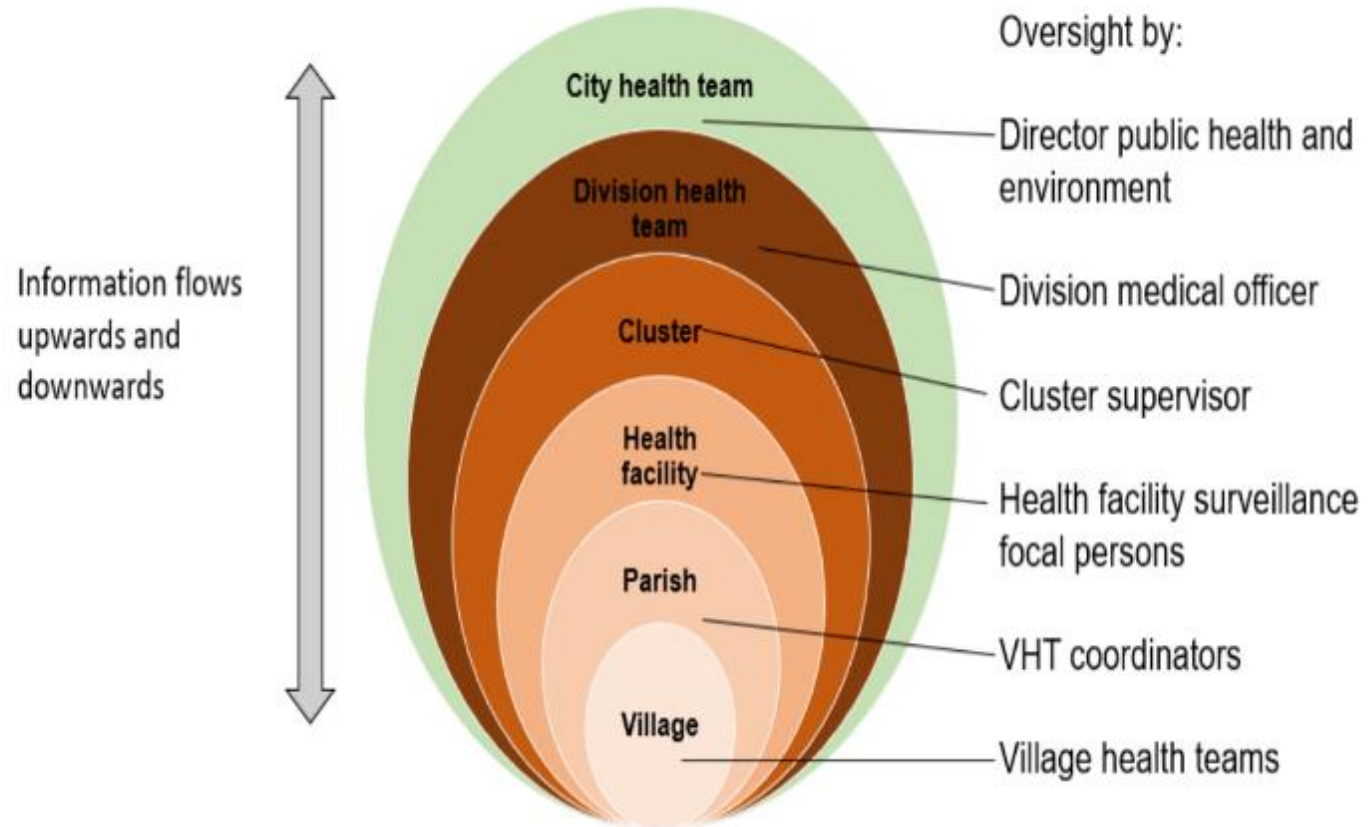 Oversight by:
City health team
Director public health and
environment
Division health
team
Division medical officer
Information flows
upwards and
downwards
Cluster
Cluster supervisor
Health
facility
Health facility surveillance
focal persons
Parish
VHT coordinators
Village
Village health teams